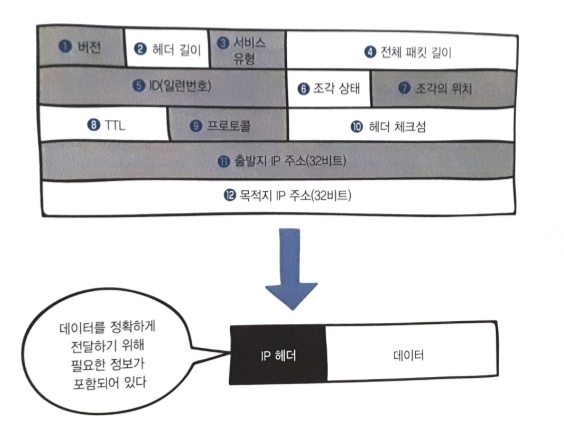 ❶ 버전 ❷ 헤더 길이 ❸ 서비스
유형 ❹ 전체 패킷 길이
❺ ID(일련번호) ❻ 조각 상태 ❼ 조각의 위치
❽ TTL ❾ 프로토콜 ❿ 헤더 체크섬
⓫ 출발지 IP 주소(32비트)
⓬ 목적지 IP 주소(32비트)
데이터를 정확하게
전달하기 위해
필요한 정보가
포함되어 있다
IP 헤더 데이터